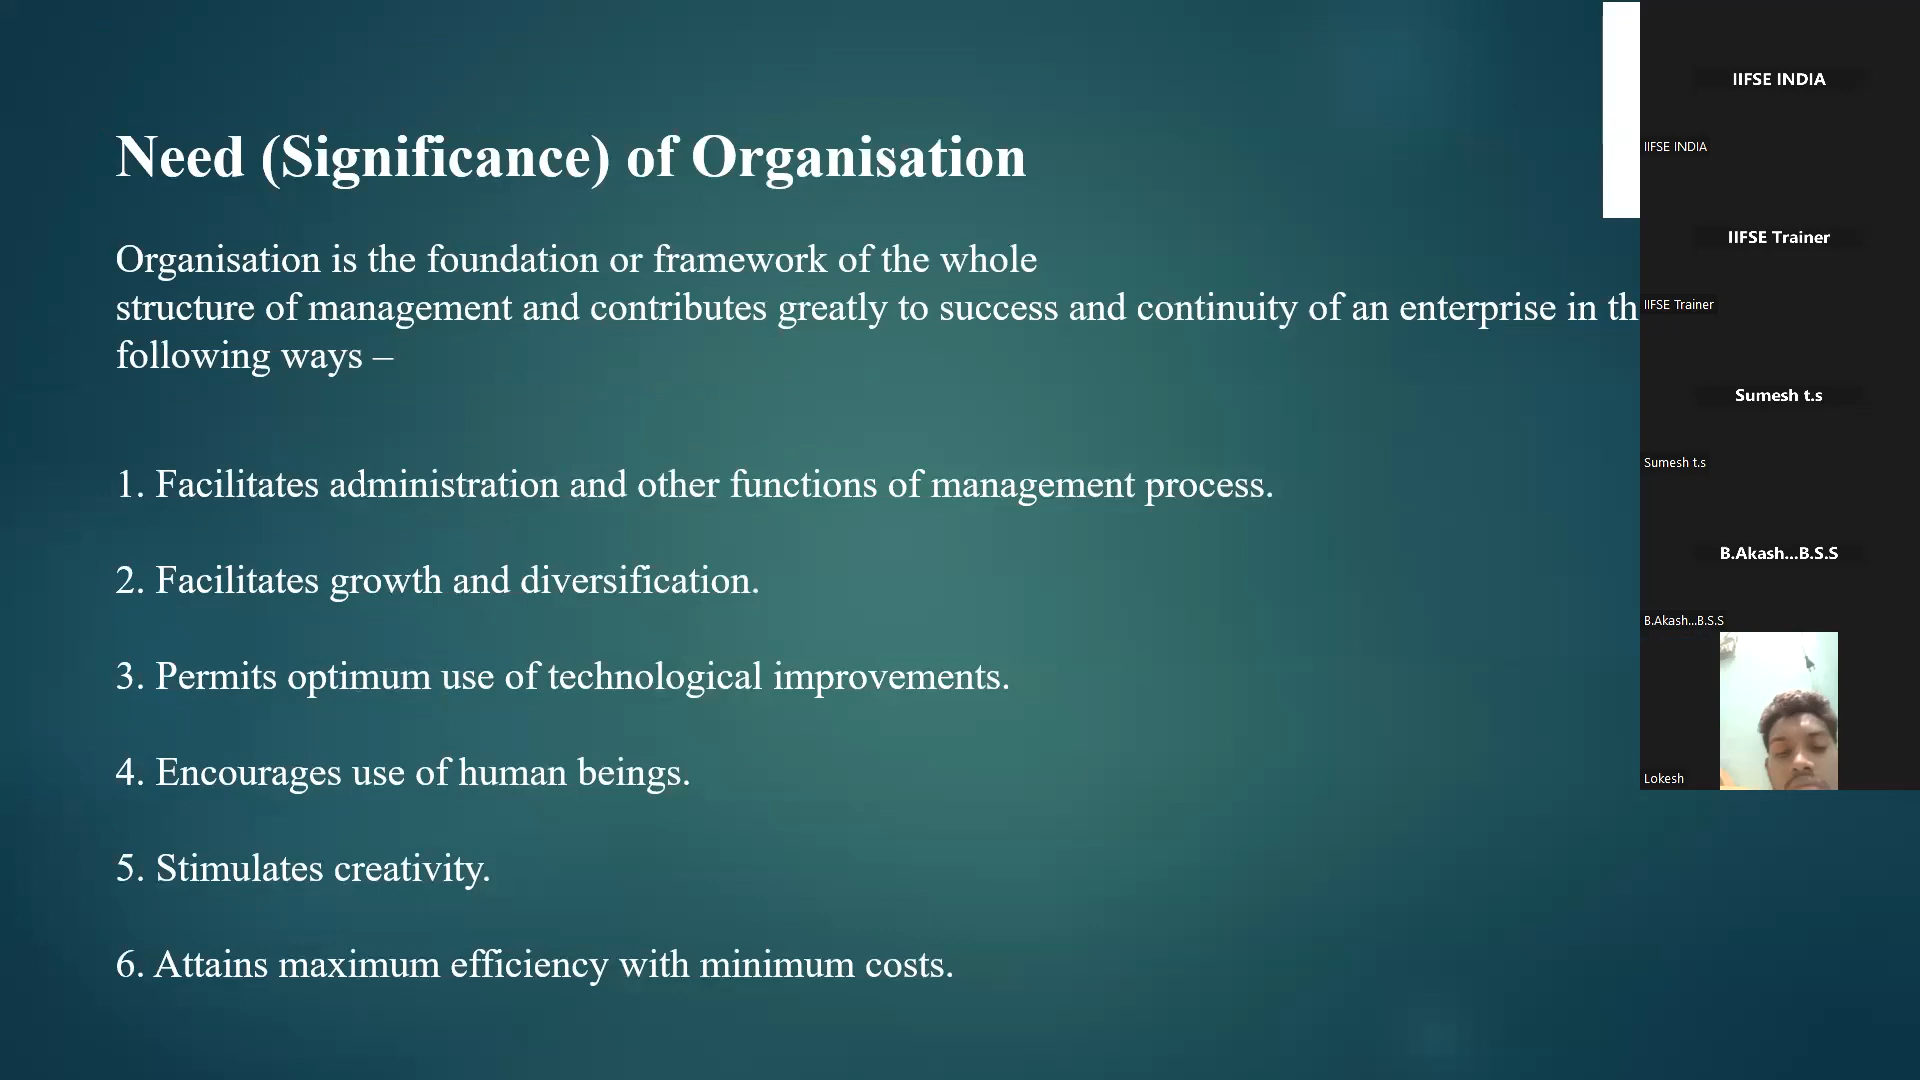 Need (Significance) of Organisation
Organisation is the foundation or framework of the whole
structure of management and contributes greatly to success and continuity of an enterprise in th
following ways –
1. Facilitates administration and other functions of management process.
2. Facilitates growth and diversification.
3. Permits optimum use of technological improvements.
4. Encourages use of human beings.
5. Stimulates creativity.
6. Attains maximum efficiency with minimum costs.
IIFSE INDIA
IIFSE INDIA
IIFSE Trainer
IIFSE Trainer
Sumesh t.s
Sumesh t.s
B.Akash...B.S.S
B.Akash...B.S.S
Lokesh